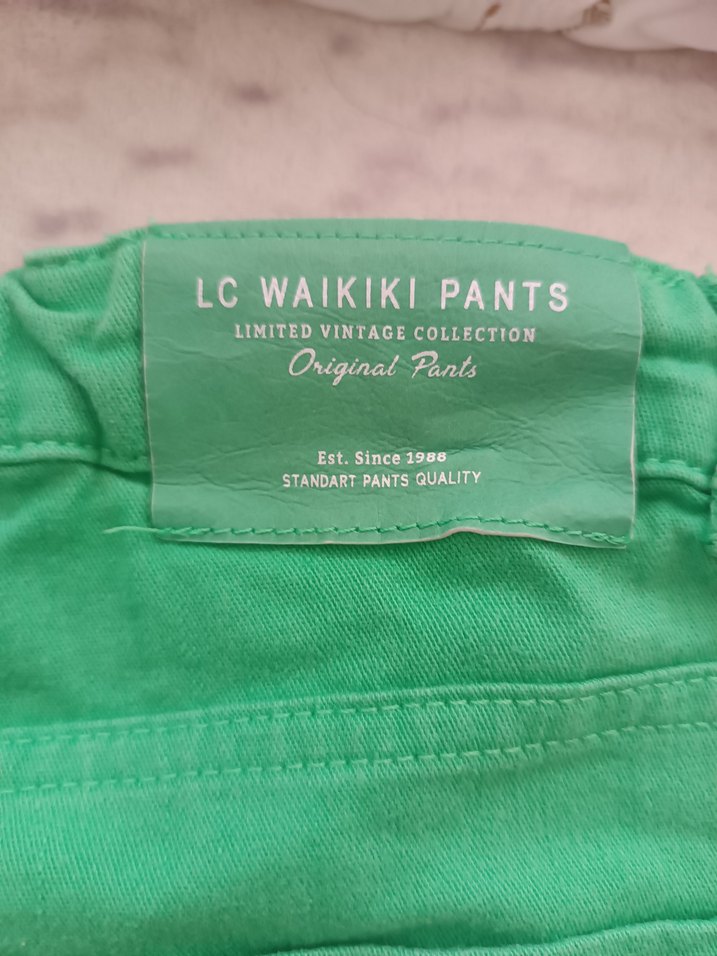 LC WAIKIKI PANTS
LIMITED VINTAGE COLLECTION
Original Pants
Est. Since 1988
STANDART PANTS QUALITY